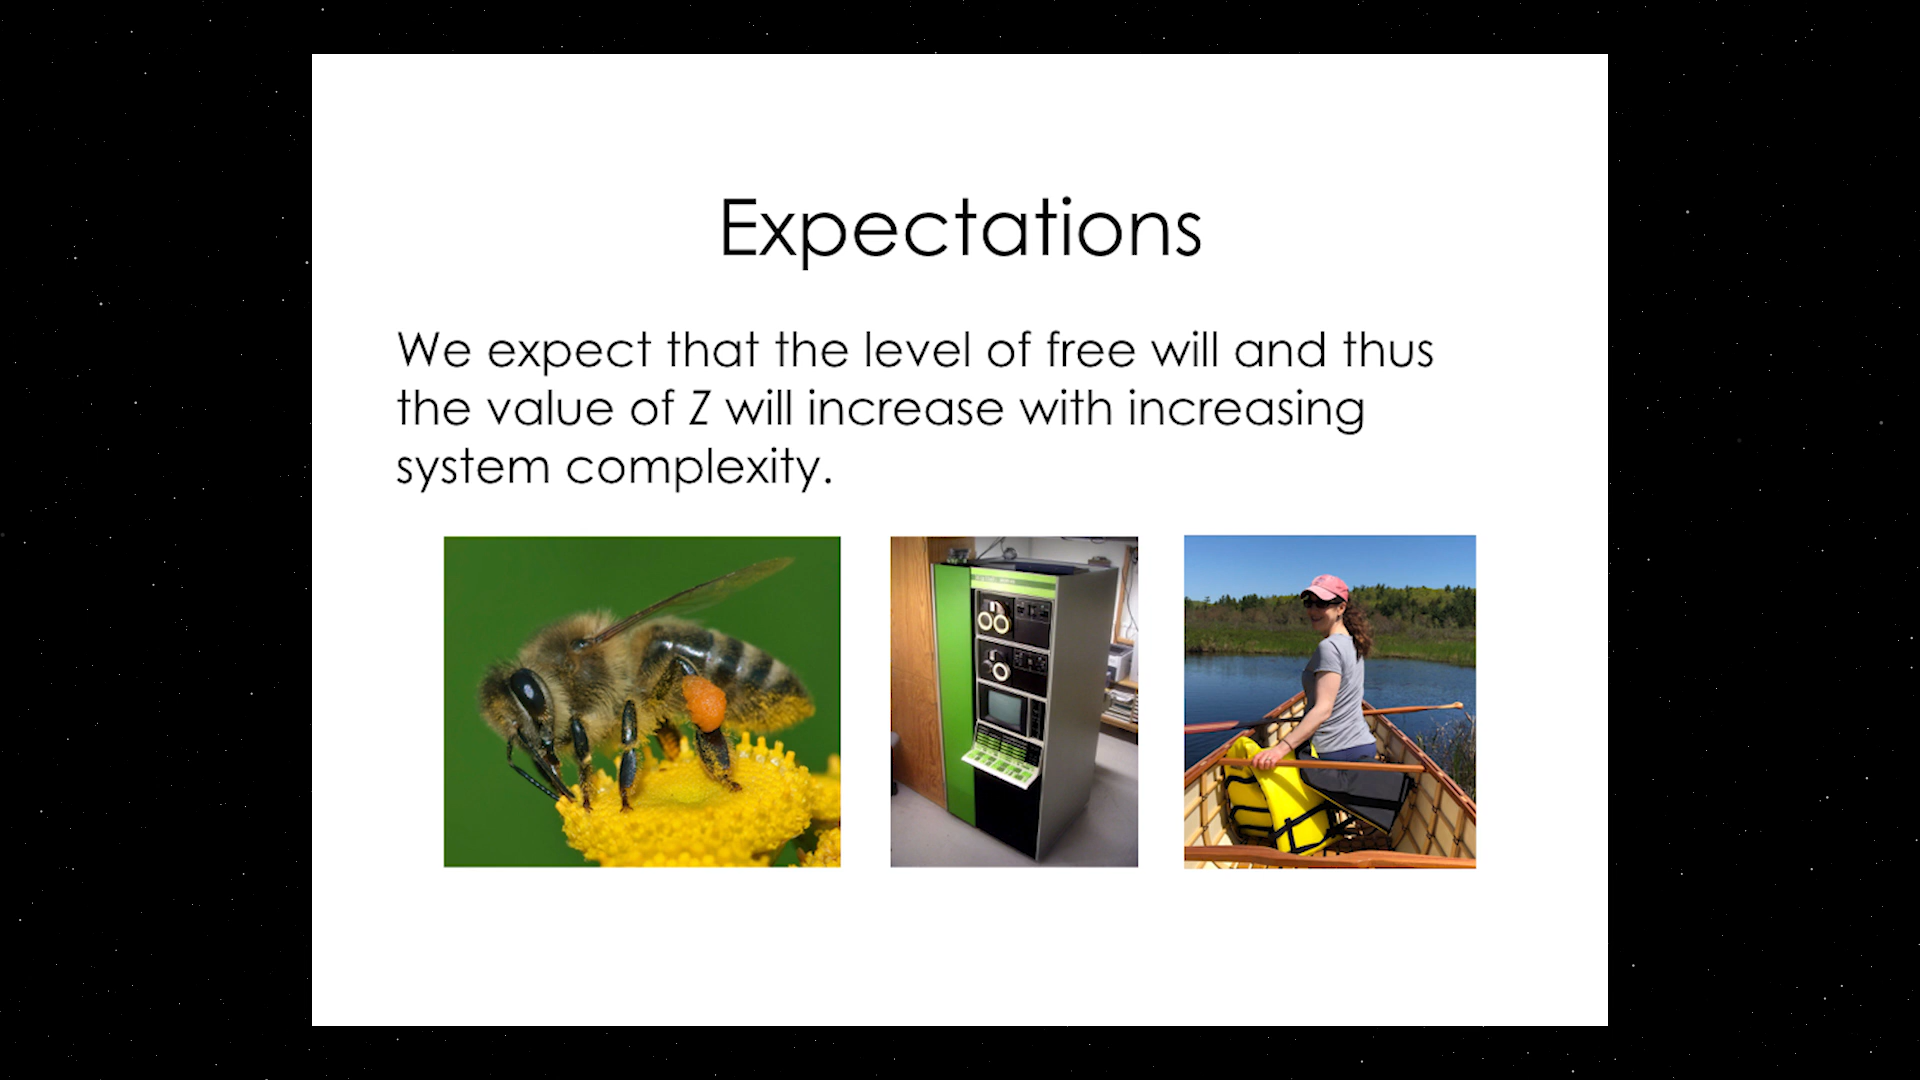 Expectations
We expect that the level of free will and thus
the value of Z will increase with increasing
system complexity.